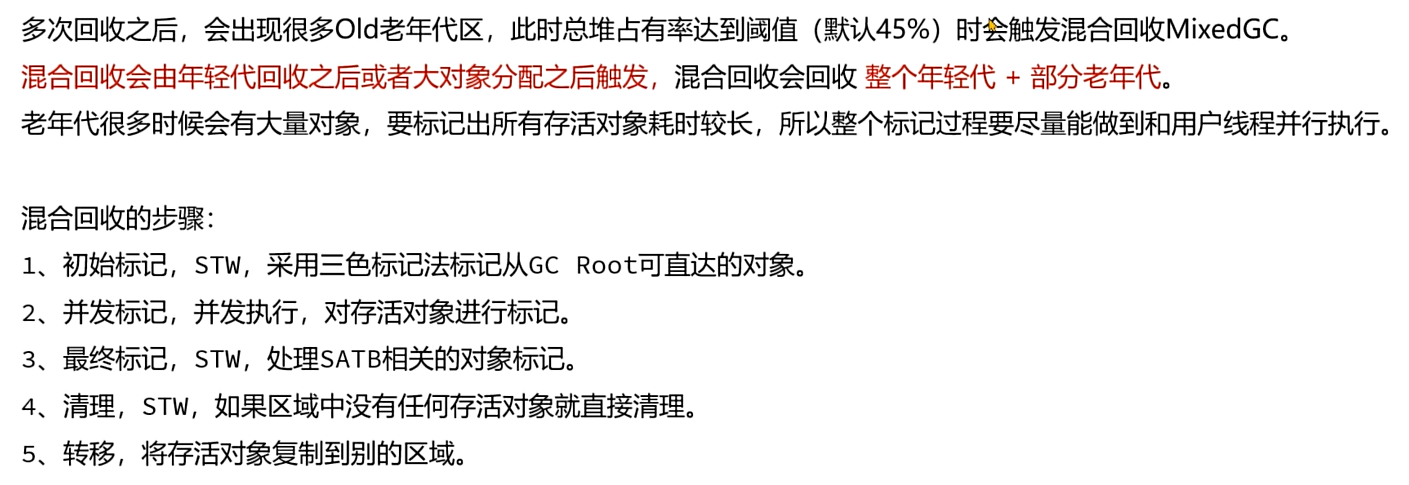 多次回收之后，会出现很多Old老年代区，此时总堆占有率达到阈值（默认45%）时会触发混合回收MixedGC。
混合回收会由年轻代回收之后或者大对象分配之后触发，混合回收会回收 整个年轻代 + 部分老年代。
老年代很多时候会有大量对象，要标记出所有存活对象耗时较长，所以整个标记过程要尽量能做到和用户线程并行执行。
混合回收的步骤：
1、初始标记，STW，采用三色标记法标记从GC Root可直达的对象。
2、并发标记，并发执行，对存活对象进行标记。
3、最终标记，STW，处理SATB相关的对象标记。
4、清理，STW，如果区域中没有任何存活对象就直接清理。
5、转移，将存活对象复制到别的区域。